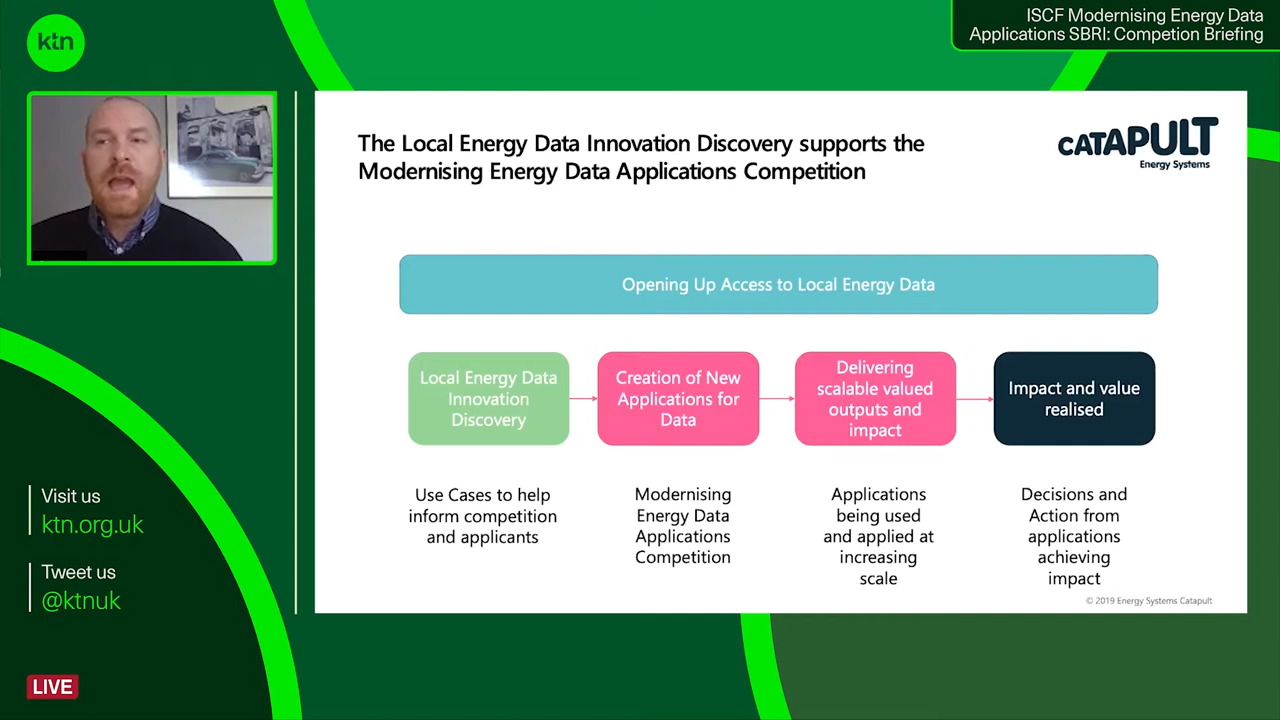 ktn
ISCF Modernising Energy Data
Applications SBRI: Competion Briefing
The Local Energy Data Innovation Discovery supports the
Modernising Energy Data Applications Competition
CATAPULT
Energy Systems
Opening Up Access to Local Energy Data
Local Energy Data
Innovation
Discovery
Creation of New
Applications for
Data
Delivering
scalable valued
outputs and
impact
Impact and value
realised
Use Cases to help
inform competition
and applicants
Modernising
Energy Data
Applications
Competition
Applications
being used
and applied at
increasing
scale
Decisions and
Action from
applications
achieving
impact
© 2019 Energy Systems Catapult
Visit us
ktn.org.uk
Tweet us
@ktnuk
LIVE